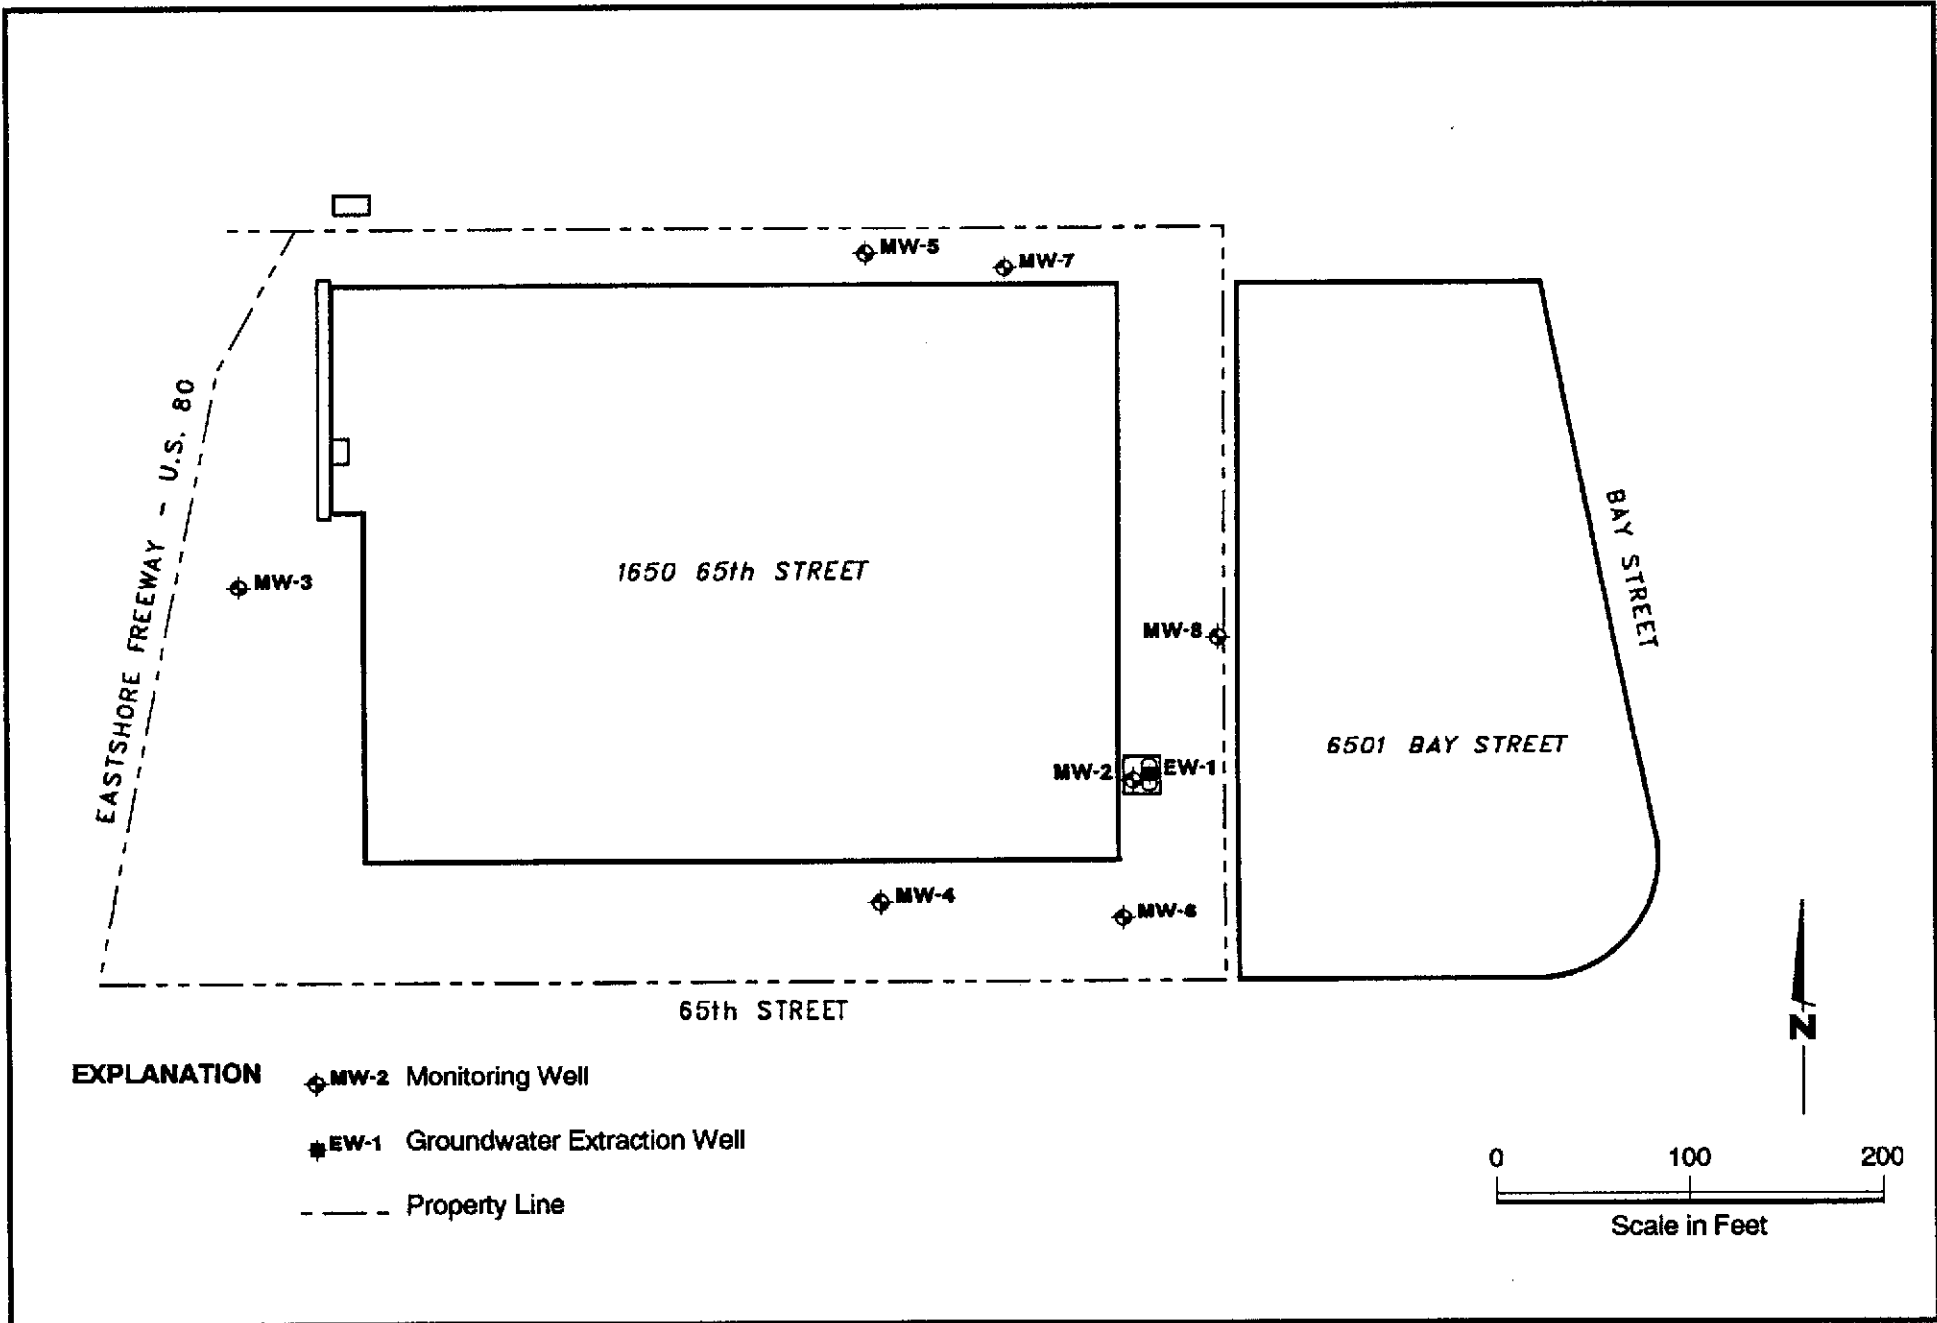 MW-5
MW-7
EASTSHORE FREEWAY - U.S. 80
MW-3
1650 65th STREET
BAY STREET
MW-8
6501 BAY STREET
MW-2
EW-1
MW-4
MW-6
65th STREET
N
EXPLANATION
MW-2 Monitoring Well
EW-1 Groundwater Extraction Well
Property Line
0 100 200
Scale in Feet